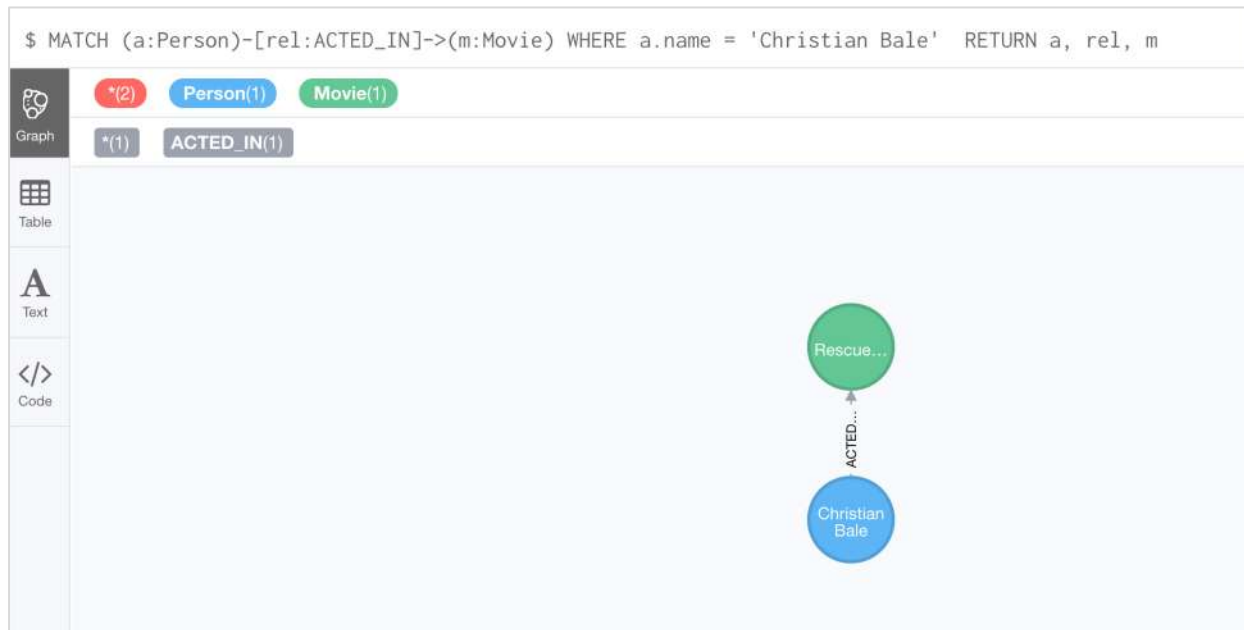 $ MATCH (a:Person)-[rel:ACTED_IN]->(m:Movie) WHERE a.name = 'Christian Bale'  RETURN a, rel, m
*(2) Person(1) Movie(1)
Graph
*(1) ACTED_IN(1)
Table
A
Text
</>
Code
Rescue...
ACTED...
Christian
Bale